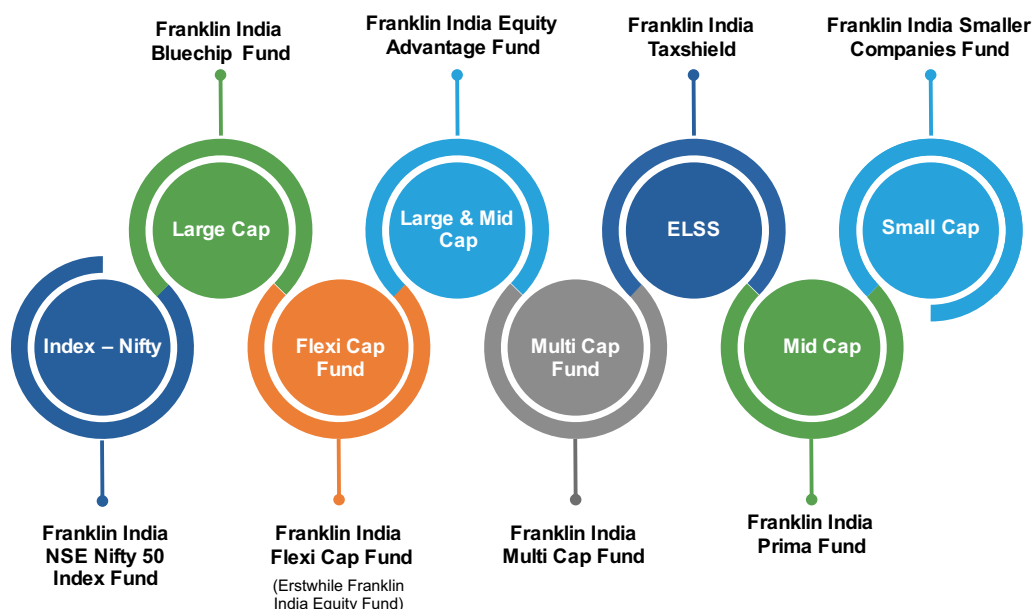 Franklin India
Bluechip Fund
Franklin India Equity
Advantage Fund
Franklin India
Taxshield
Franklin India Smaller
Companies Fund
Large Cap
Large & Mid
Cap
ELSS
Small Cap
Index – Nifty
Flexi Cap
Fund
Multi Cap
Fund
Mid Cap
Franklin India
NSE Nifty 50
Index Fund
Franklin India
Flexi Cap Fund
(Erstwhile Franklin
India Equity Fund)
Franklin India
Multi Cap Fund
Franklin India
Prima Fund